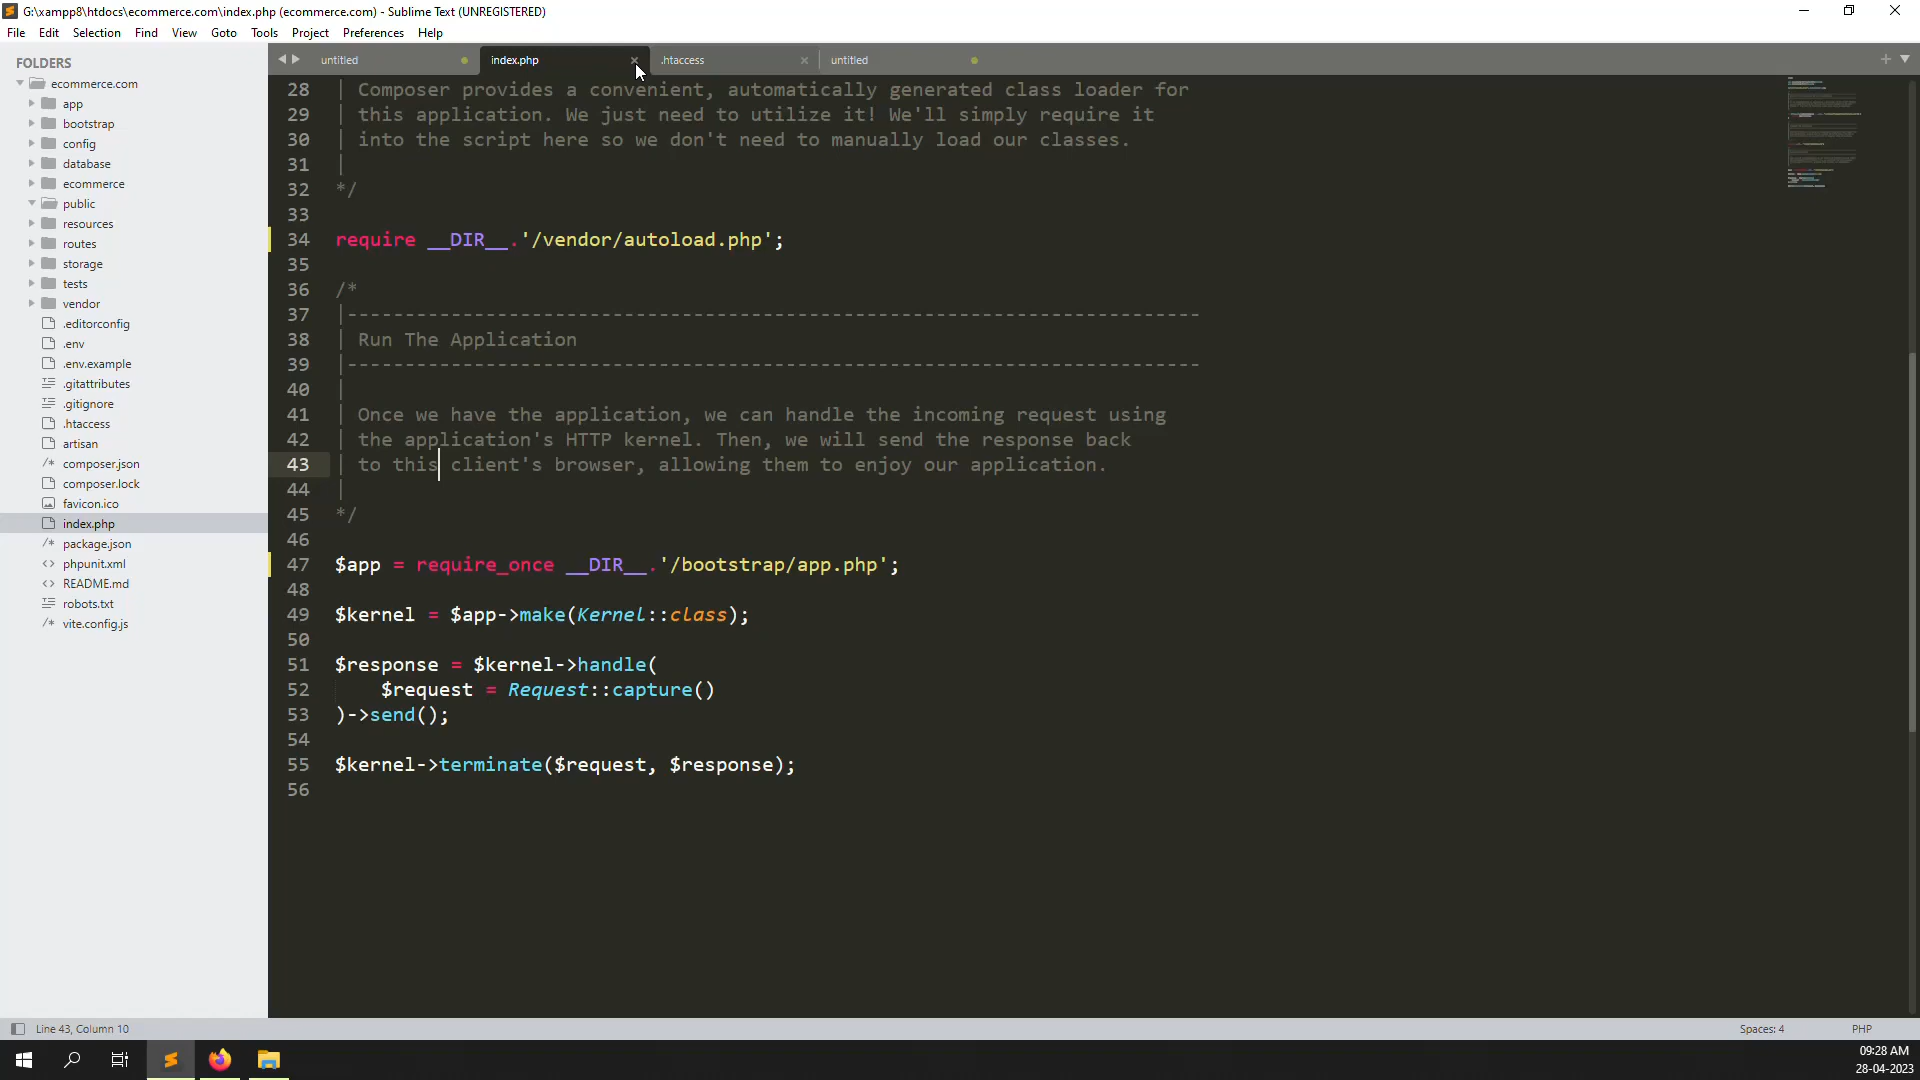 G:\xampp8\htdocs\ecommerce.com\index.php (ecommerce.com) - Sublime Text (UNREGISTERED)
File Edit Selection Find View Goto Tools Project Preferences Help
FOLDERS
ecommerce.com
app
bootstrap
config
database
ecommerce
public
resources
routes
storage
tests
vendor
.editorconfig
.env
.env.example
.gitattributes
.gitignore
.htaccess
artisan
composer.json
composer.lock
favicon.ico
index.php
package.json
phpunit.xml
README.md
robots.txt
vite.config.js
untitled index.php .htaccess untitled
28 | Composer provides a convenient, automatically generated class loader for
29 | this application. We just need to utilize it! We'll simply require it
30 | into the script here so we don't need to manually load our classes.
31 |
32 */
33
34 require __DIR__.'/vendor/autoload.php';
35
36 /*
37 |--------------------------------------------------------------------------
38 | Run The Application
39 |--------------------------------------------------------------------------
40 |
41 | Once we have the application, we can handle the incoming request using
42 | the application's HTTP kernel. Then, we will send the response back
43 | to this client's browser, allowing them to enjoy our application.
44 |
45 */
46
47 $app = require_once __DIR__.'/bootstrap/app.php';
48
49 $kernel = $app->make(Kernel::class);
50
51 $response = $kernel->handle(
52 $request = Request::capture()
53 )->send();
54
55 $kernel->terminate($request, $response);
56
Line 43, Column 10 Spaces: 4 PHP
09:28 AM
28-04-2023